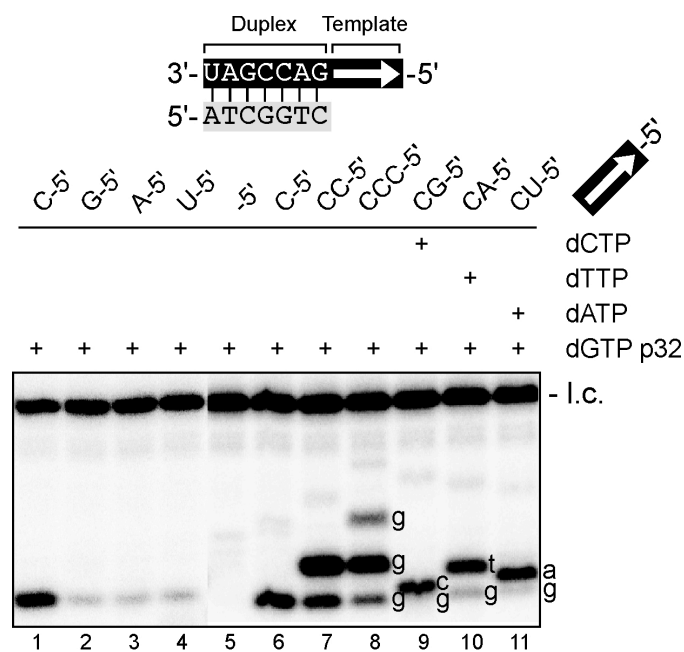 Duplex Template
3'-UAGCCAG -5'
5'-ATCGGTC
C-5' G-5' A-5' U-5' -5' C-5' CC-5' CCC-5' CG-5' CA-5' CU-5' -5'
+ dCTP
+ dTTP
+ dATP
+ + + + + + + + + + + dGTP p32
- l.c.
g
g g t a
c
g g g g g
1 2 3 4 5 6 7 8 9 10 11